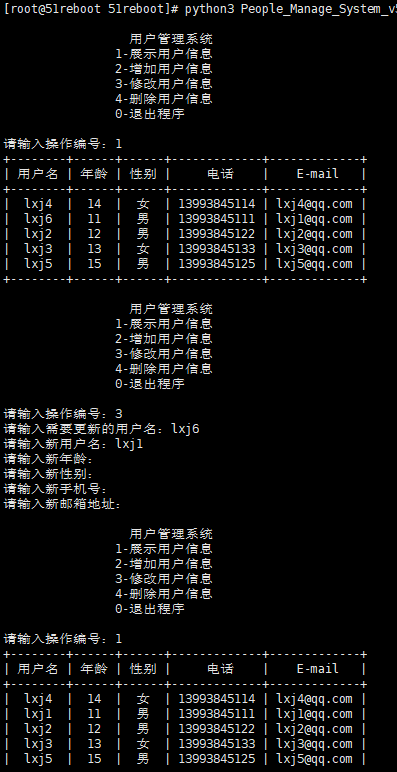 [root@51reboot 51reboot]# python3 People_Manage_System_v5
用户管理系统
1-展示用户信息
2-增加用户信息
3-修改用户信息
4-删除用户信息
0-退出程序
请输入操作编号：1
+--------+------+------+-------------+-------------+
| 用户名 | 年龄 | 性别 | 电话 | E-mail |
+--------+------+------+-------------+-------------+
| lxj4 | 14 | 女 | 13993845114 | lxj4@qq.com |
| lxj6 | 11 | 男 | 13993845111 | lxj1@qq.com |
| lxj2 | 12 | 男 | 13993845122 | lxj2@qq.com |
| lxj3 | 13 | 女 | 13993845133 | lxj3@qq.com |
| lxj5 | 15 | 男 | 13993845125 | lxj5@qq.com |
+--------+------+------+-------------+-------------+
用户管理系统
1-展示用户信息
2-增加用户信息
3-修改用户信息
4-删除用户信息
0-退出程序
请输入操作编号：3
请输入需要更新的用户名：lxj6
请输入新用户名：lxj1
请输入新年龄：
请输入新性别：
请输入新手机号：
请输入新邮箱地址：
用户管理系统
1-展示用户信息
2-增加用户信息
3-修改用户信息
4-删除用户信息
0-退出程序
请输入操作编号：1
+--------+------+------+-------------+-------------+
| 用户名 | 年龄 | 性别 | 电话 | E-mail |
+--------+------+------+-------------+-------------+
| lxj4 | 14 | 女 | 13993845114 | lxj4@qq.com |
| lxj1 | 11 | 男 | 13993845111 | lxj1@qq.com |
| lxj2 | 12 | 男 | 13993845122 | lxj2@qq.com |
| lxj3 | 13 | 女 | 13993845133 | lxj3@qq.com |
| lxj5 | 15 | 男 | 13993845125 | lxj5@qq.com |